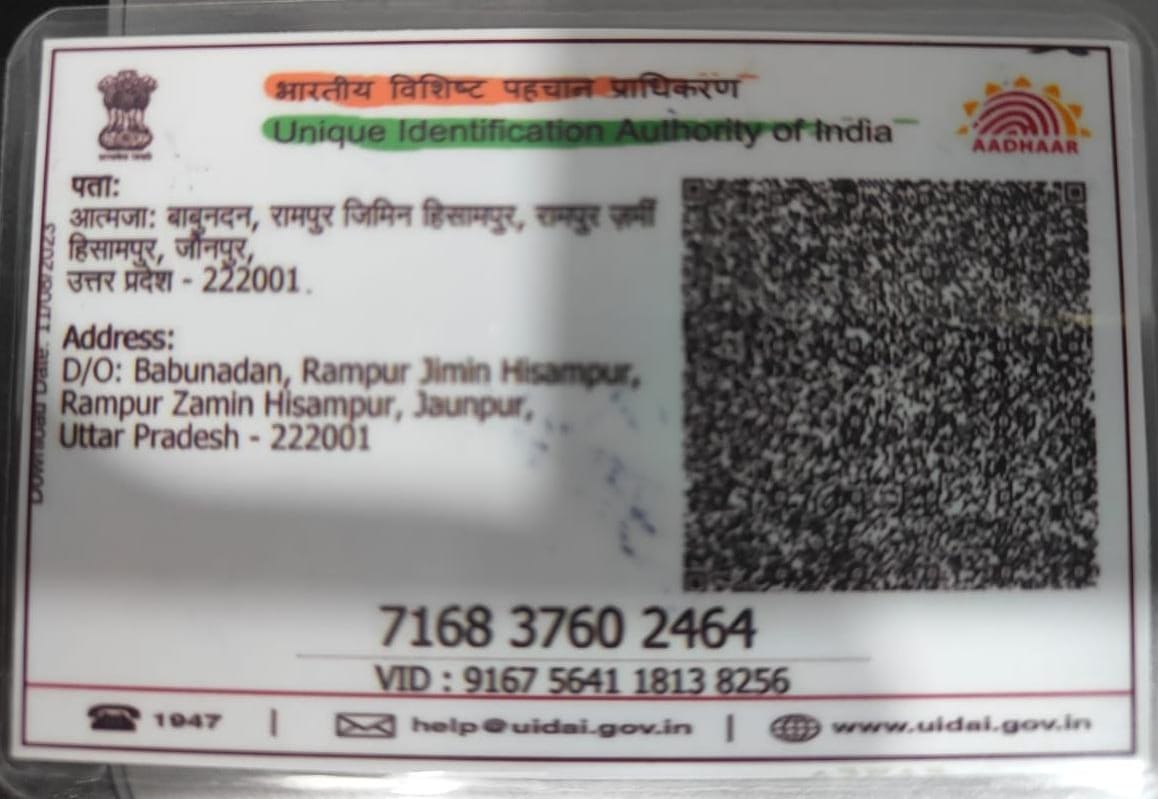 भारतीय विशिष्ट पहचान प्राधिकरण
Unique Identification Authority of India
AADHAAR
पता:
आत्मजा: बाबुनदन, रामपुर जिमिन हिसामपुर, रामपुर ज़मीं
हिसामपुर, जौनपुर,
उत्तर प्रदेश - 222001.
Address:
D/O: Babunadan, Rampur Jimin Hisampur,
Rampur Zamin Hisampur, Jaunpur,
Uttar Pradesh - 222001
Download Date: 11/08/2023
7168 3760 2464
VID : 9167 5641 1813 8256
1947 | help@uidai.gov.in | www.uidai.gov.in